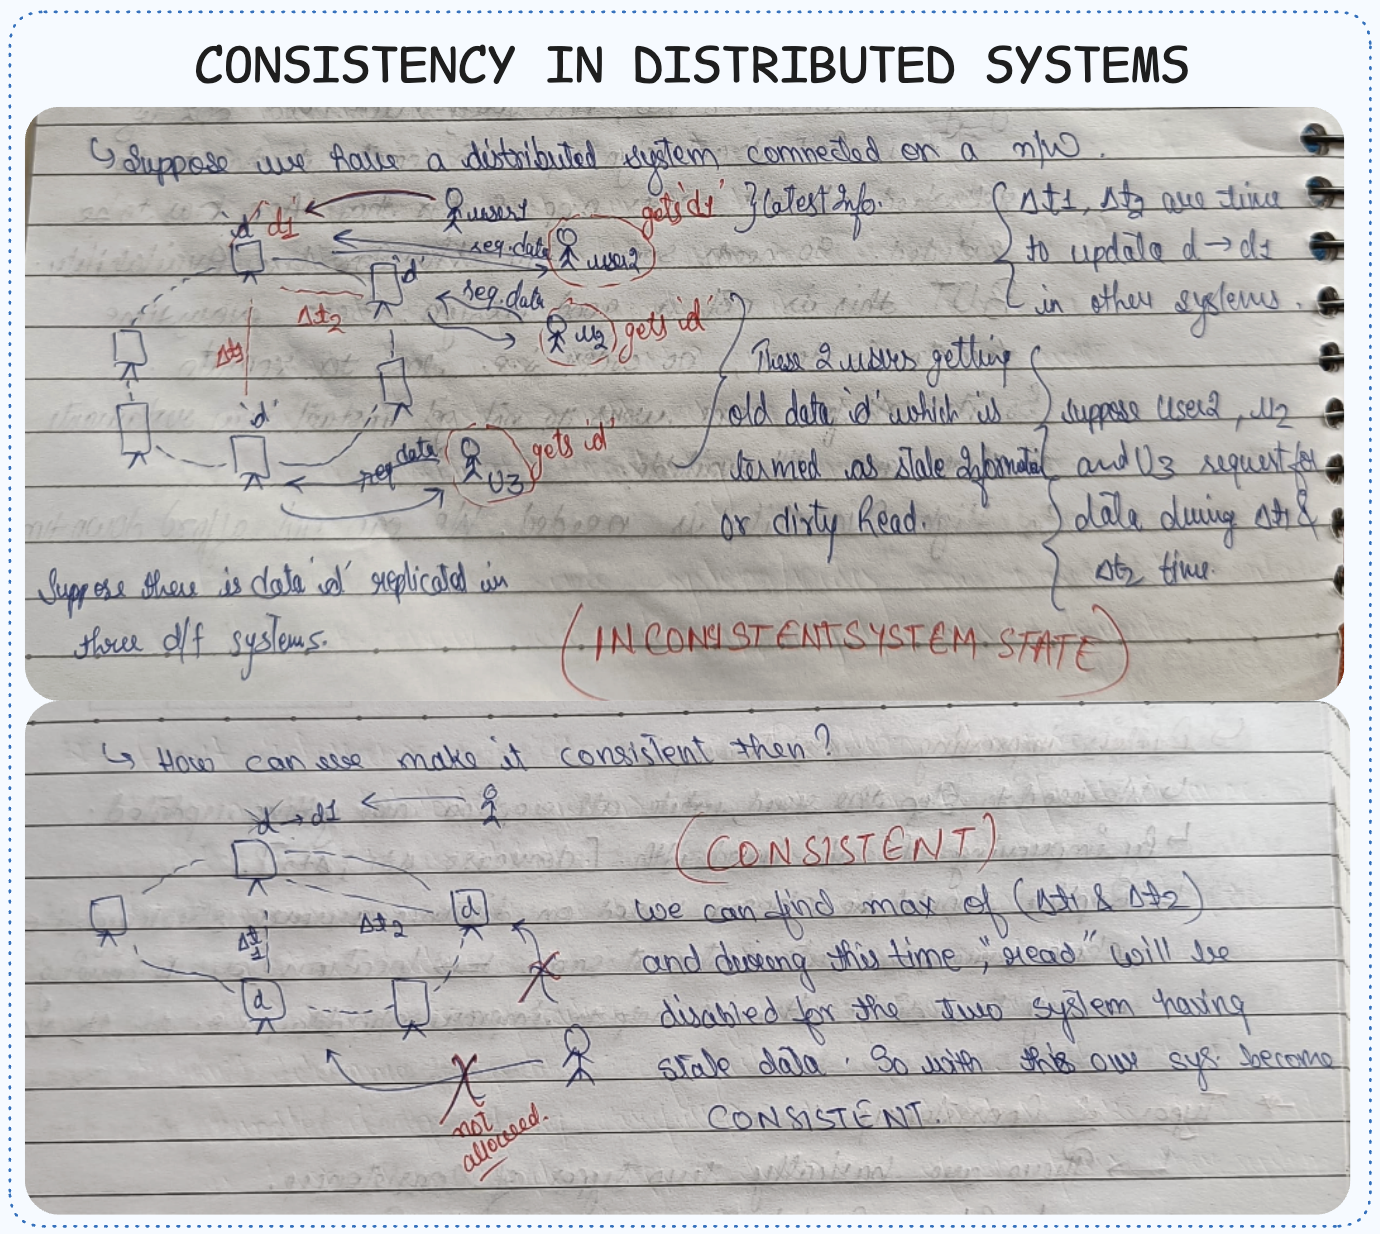 CONSISTENCY IN DISTRIBUTED SYSTEMS
↳ Suppose we have a distributed system connected on a n/w.
'd' 'd1'
user1
gets 'd1' } latest Info.
req. data
user2
'd'
req. data
u2
gets 'd'
Δt2
Δt1
'd'
req data
U3
gets 'd'
Δt1, Δt2 are time
to update d → d1
in other systems.
These 2 users getting
old data 'd' which is
termed as stale Information
or dirty Read.
Suppose User2, u2
and U3 request for
data during Δt1 &
Δt2 time.
Suppose there is data 'd' replicated in
three d/f systems.
(INCONSISTENT SYSTEM STATE)
↳ How can we make it consistent then?
d → d1
d
Δt2
Δt1
d
not
allowed.
(CONSISTENT)
we can find max of (Δt1 & Δt2)
and during this time, "read" will be
disabled for the two system having
stale data. So with this our sys. become
CONSISTENT.